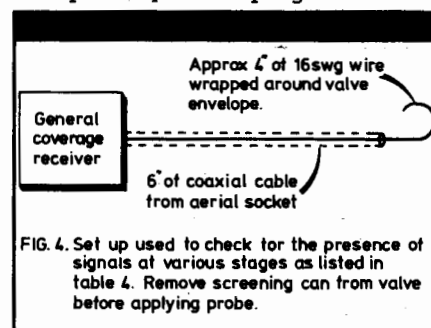 Approx 4" of 16swg wire
wrapped around valve
envelope.
General
coverage
receiver
6" of coaxial cable
from aerial socket
FIG. 4. Set up used to check tor the presence of
signals at various stages as listed in
table 4. Remove screening can from valve
before applying probe.